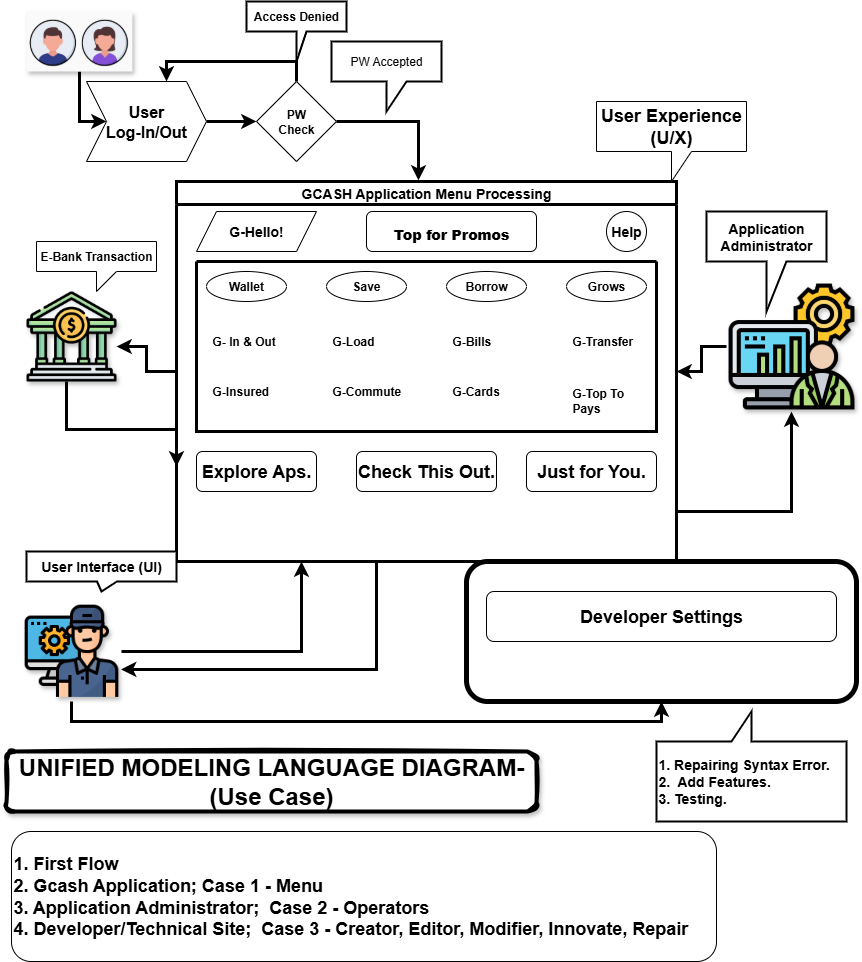 Access Denied
PW Accepted
User
Log-In/Out
PW
Check
User Experience
(U/X)
GCASH Application Menu Processing
G-Hello!
Top for Promos
Help
Application
Administrator
E-Bank Transaction
Wallet
Save
Borrow
Grows
G- In & Out
G-Load
G-Bills
G-Transfer
G-Insured
G-Commute
G-Cards
G-Top To
Pays
Explore Aps.
Check This Out.
Just for You.
User Interface (UI)
Developer Settings
1. Repairing Syntax Error.
2.  Add Features.
3. Testing.
UNIFIED MODELING LANGUAGE DIAGRAM-
(Use Case)
1. First Flow
2. Gcash Application; Case 1 - Menu
3. Application Administrator;  Case 2 - Operators
4. Developer/Technical Site;  Case 3 - Creator, Editor, Modifier, Innovate, Repair